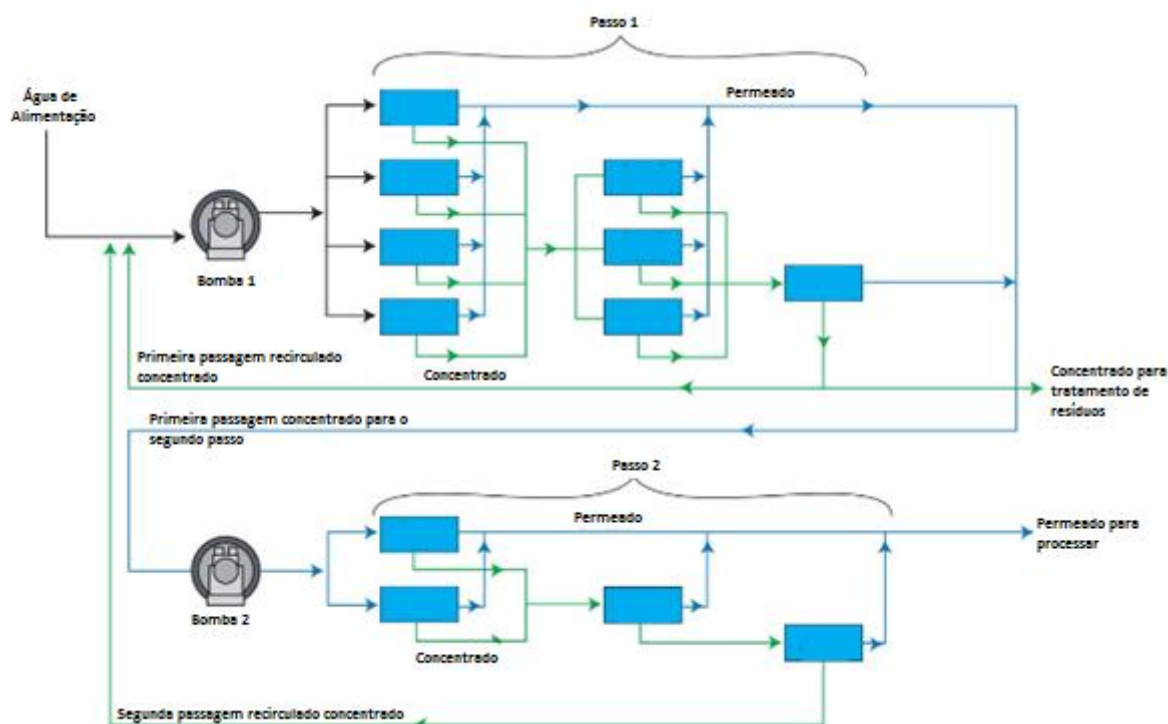 Passo 1
Água de
Alimentação
Permeado
Bomba 1
Primeira passagem recirculado
concentrado
Concentrado
Concentrado para
tratamento de
resíduos
Primeira passagem concentrado para o
segundo passo
Passo 2
Permeado
Permeado para
processar
Bomba 2
Concentrado
Segunda passagem recirculado concentrado